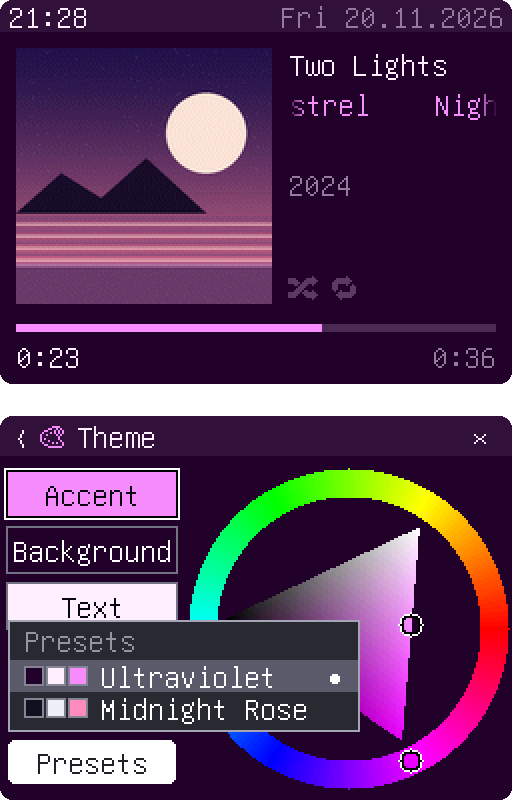 21:28 Fri 20.11.2026
Two Lights
strel Nigh
2024
0:23 0:36
Theme
Accent
Background
Text
Presets
Ultraviolet
Midnight Rose
Presets